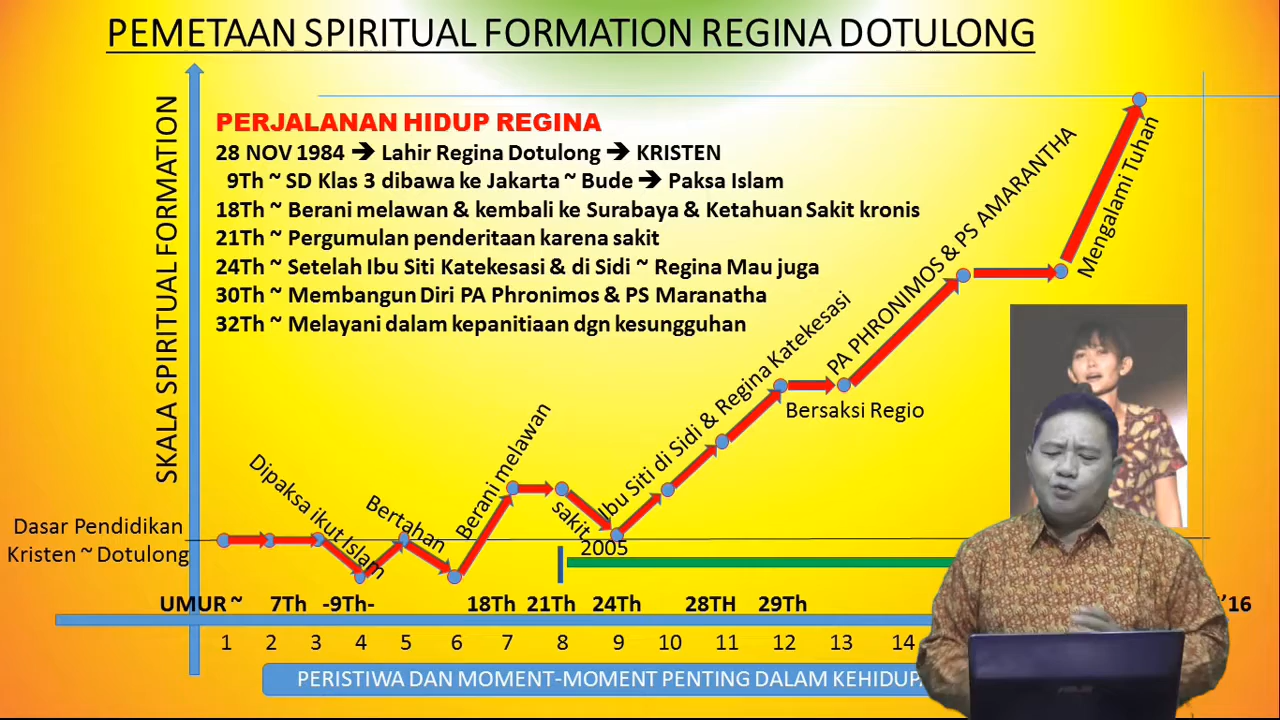 PEMETAAN SPIRITUAL FORMATION REGINA DOTULONG
SKALA SPIRITUAL FORMATION
PERJALANAN HIDUP REGINA
28 NOV 1984 ➔ Lahir Regina Dotulong ➔ KRISTEN
9Th ~ SD Klas 3 dibawa ke Jakarta ~ Bude ➔ Paksa Islam
18Th ~ Berani melawan & kembali ke Surabaya & Ketahuan Sakit kronis
21Th ~ Pergumulan penderitaan karena sakit
24Th ~ Setelah Ibu Siti Katekesasi & di Sidi ~ Regina Mau juga
30Th ~ Membangun Diri PA Phronimos & PS Maranatha
32Th ~ Melayani dalam kepanitiaan dgn kesungguhan
Dasar Pendidikan
Kristen ~ Dotulong
Dipaksa ikut Islam
Bertahan
Berani melawan
sakit
2005
Ibu Siti di Sidi & Regina Katekesasi
Bersaksi Regio
PA PHRONIMOS & PS AMARANTHA
Mengalami Tuhan
UMUR ~ 7Th -9Th- 18Th 21Th 24Th 28TH 29Th '16
1 2 3 4 5 6 7 8 9 10 11 12 13 14
PERISTIWA DAN MOMENT-MOMENT PENTING DALAM